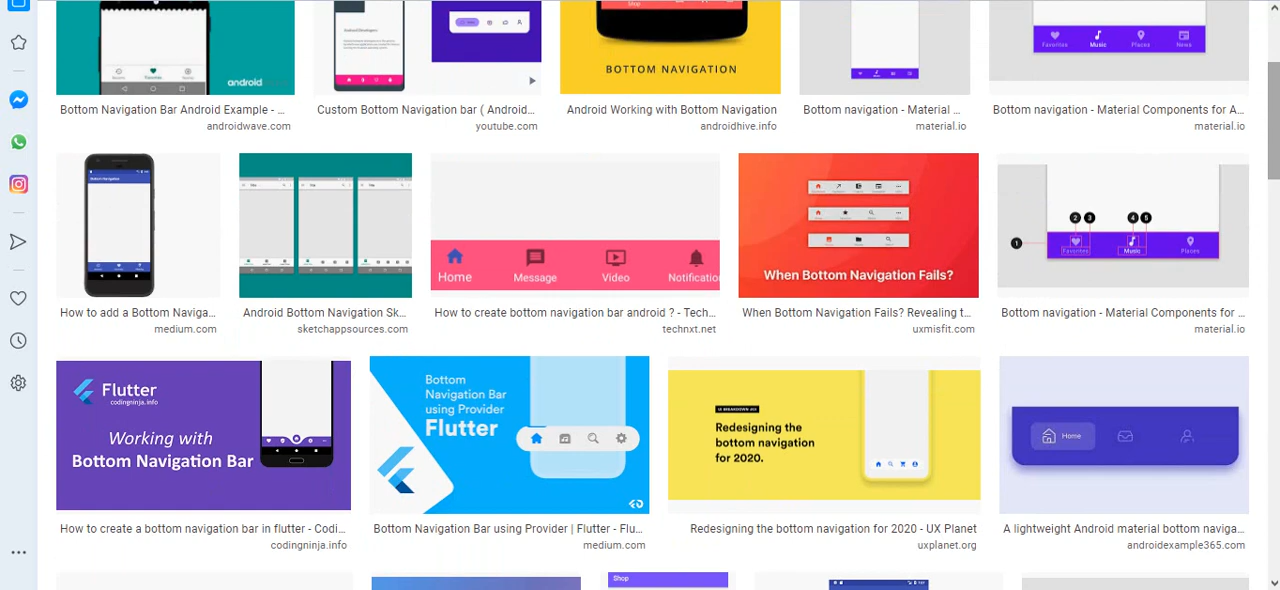 android
BOTTOM NAVIGATION
Favorites
Music
Places
News
Bottom Navigation Bar Android Example - ...
androidwave.com
Custom Bottom Navigation bar ( Android...
youtube.com
Android Working with Bottom Navigation
androidhive.info
Bottom navigation - Material ...
material.io
Bottom navigation - Material Components for A...
material.io
Home
Message
Video
Notification
When Bottom Navigation Fails?
1
2
3
4
5
Favorites
Music
Places
How to add a Bottom Naviga...
medium.com
Android Bottom Navigation Sk...
sketchappsources.com
How to create bottom navigation bar android ? - Tech...
technxt.net
When Bottom Navigation Fails? Revealing t...
uxmisfit.com
Bottom navigation - Material Components for ...
material.io
Flutter
codingninja.info
Working with
Bottom Navigation Bar
Bottom
Navigation Bar
using Provider
Flutter
Redesigning the
bottom navigation
for 2020.
Home
How to create a bottom navigation bar in flutter - Codi...
codingninja.info
Bottom Navigation Bar using Provider | Flutter - Flu...
medium.com
Redesigning the bottom navigation for 2020 - UX Planet
uxplanet.org
A lightweight Android material bottom naviga...
androidexample365.com
Shop